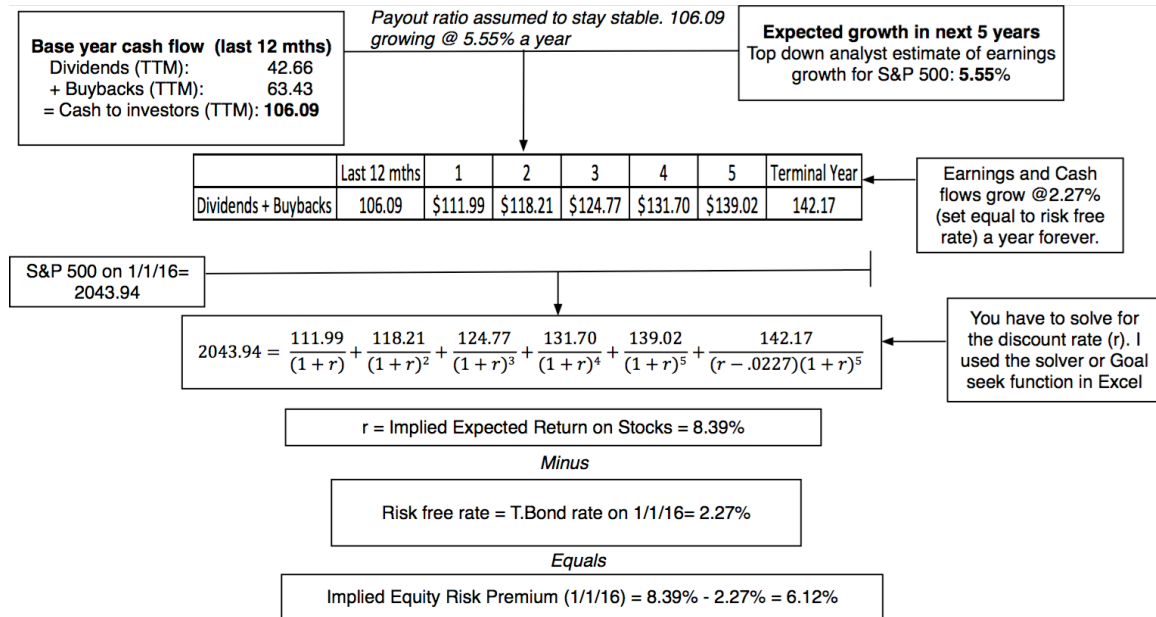 Base year cash flow (last 12 mths)
Dividends (TTM): 42.66
+ Buybacks (TTM): 63.43
= Cash to investors (TTM): 106.09
Payout ratio assumed to stay stable. 106.09
growing @ 5.55% a year
Expected growth in next 5 years
Top down analyst estimate of earnings
growth for S&P 500: 5.55%
Last 12 mths 1 2 3 4 5 Terminal Year
Dividends + Buybacks 106.09 $111.99 $118.21 $124.77 $131.70 $139.02 142.17
Earnings and Cash
flows grow @2.27%
(set equal to risk free
rate) a year forever.
S&P 500 on 1/1/16=
2043.94
2043.94 = 111.99/(1+r) + 118.21/(1+r)² + 124.77/(1+r)³ + 131.70/(1+r)⁴ + 139.02/(1+r)⁵ + 142.17/(r−.0227)(1+r)⁵
You have to solve for
the discount rate (r). I
used the solver or Goal
seek function in Excel
r = Implied Expected Return on Stocks = 8.39%
Minus
Risk free rate = T.Bond rate on 1/1/16= 2.27%
Equals
Implied Equity Risk Premium (1/1/16) = 8.39% - 2.27% = 6.12%